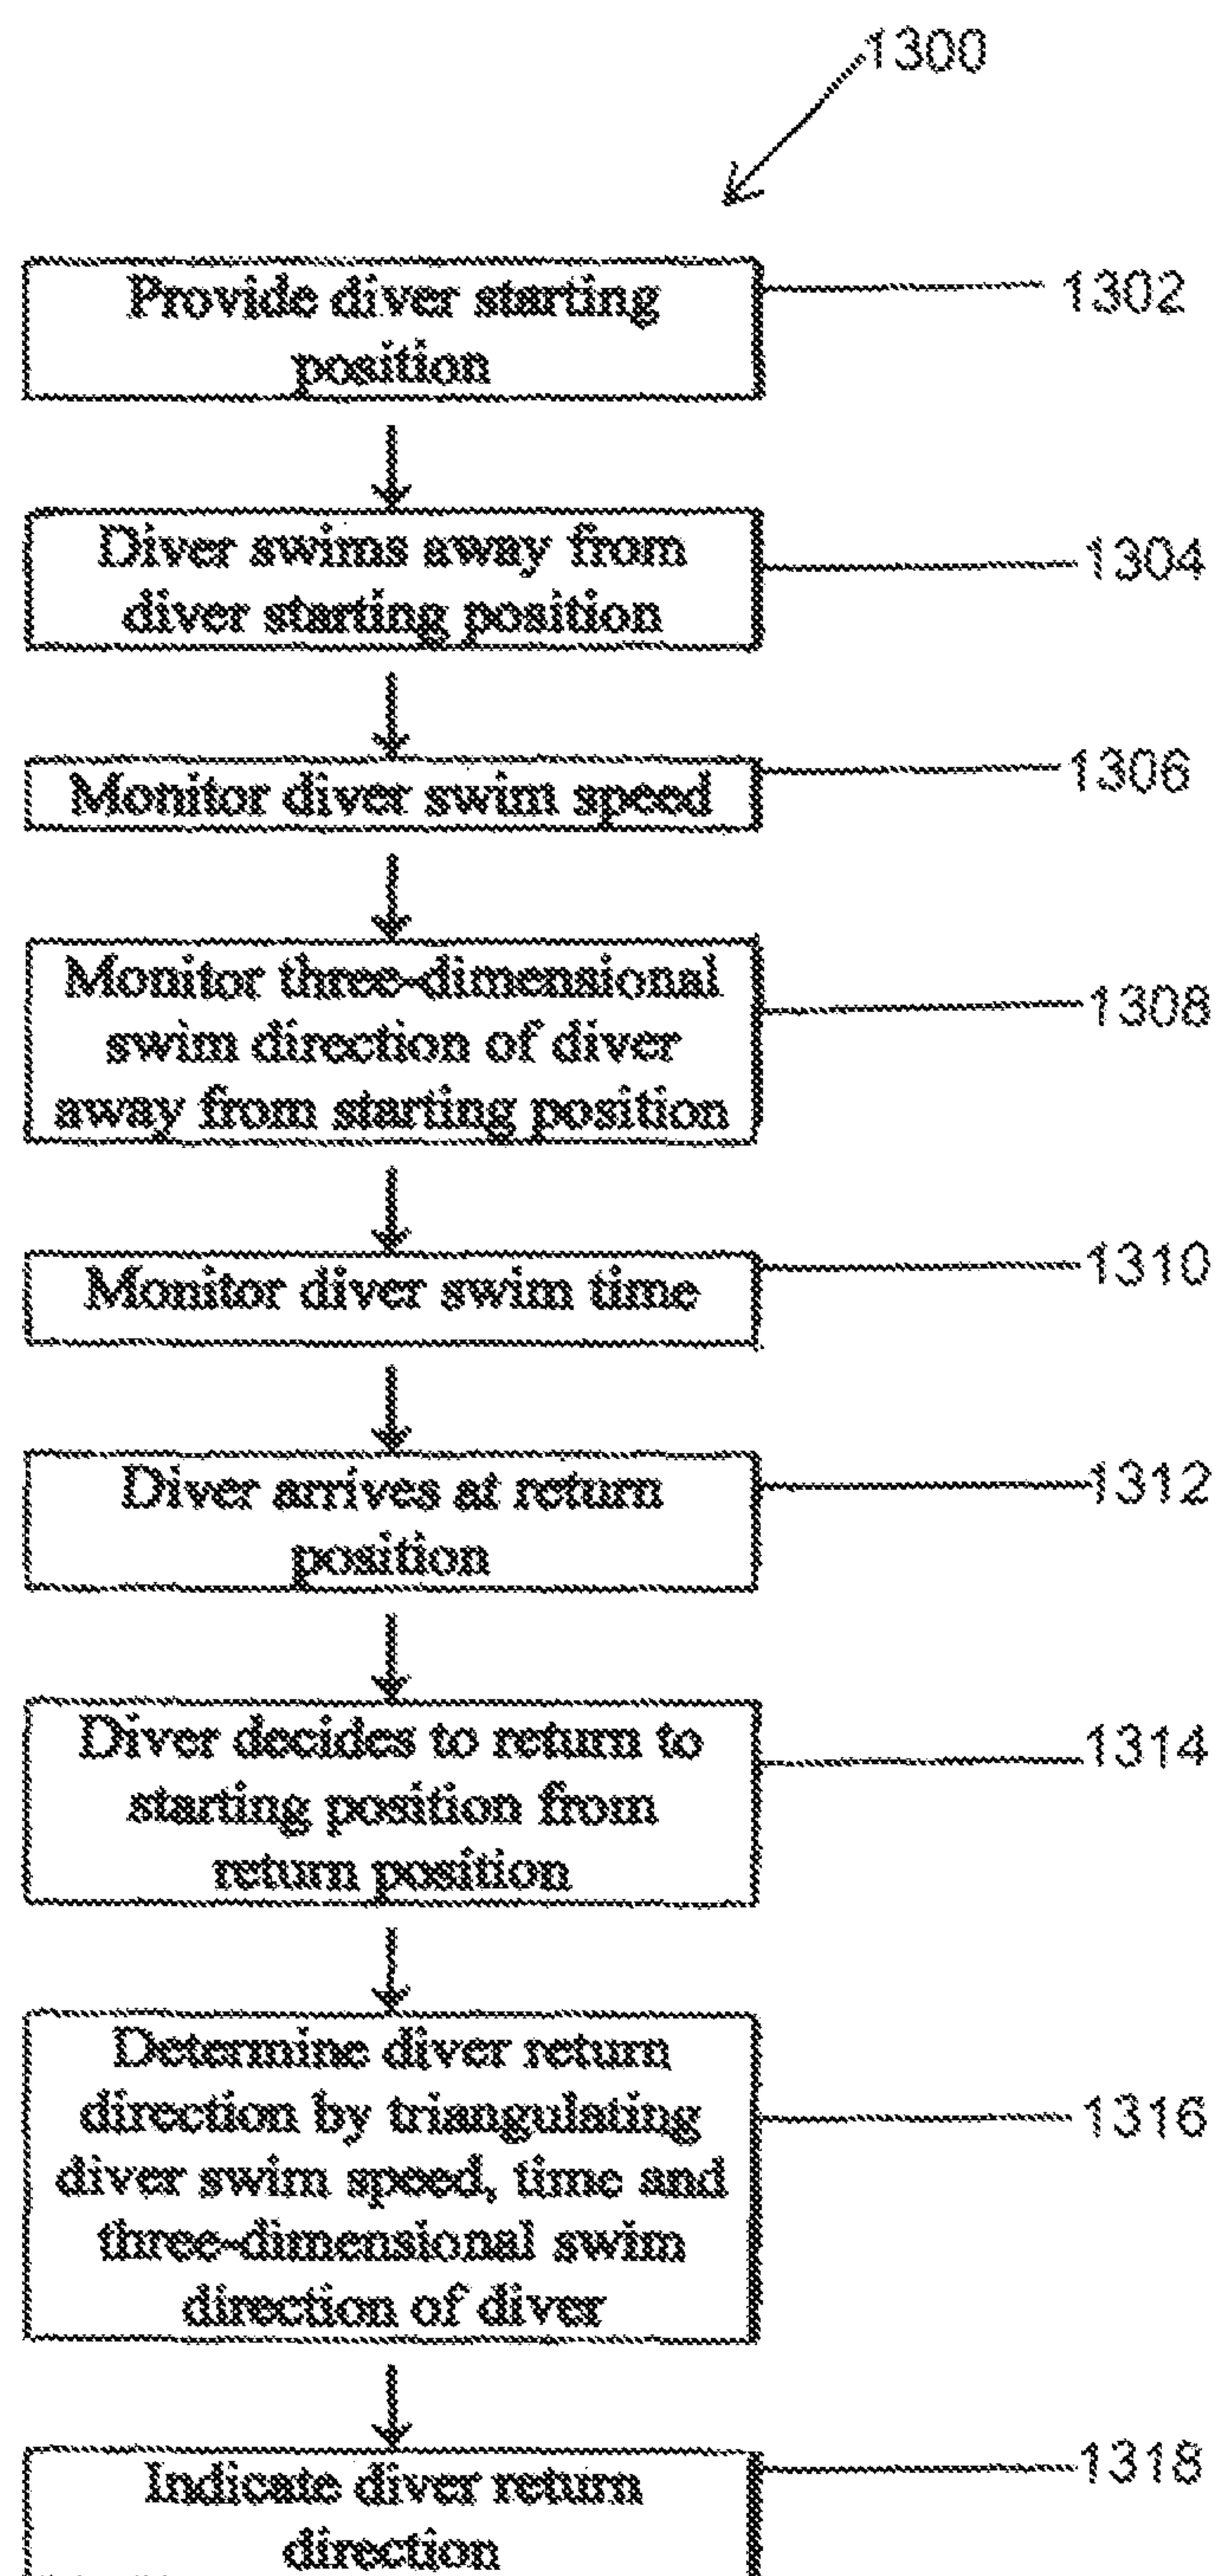 1300
Provide diver starting
position
1302
Diver swims away from
diver starting position
1304
Monitor diver swim speed
1306
Monitor three-dimensional
swim direction of diver
away from starting position
1308
Monitor diver swim time
1310
Diver arrives at return
position
1312
Diver decides to return to
starting position from
return position
1314
Determine diver return
direction by triangulating
diver swim speed, time and
three-dimensional swim
direction of diver
1316
Indicate diver return
direction
1318